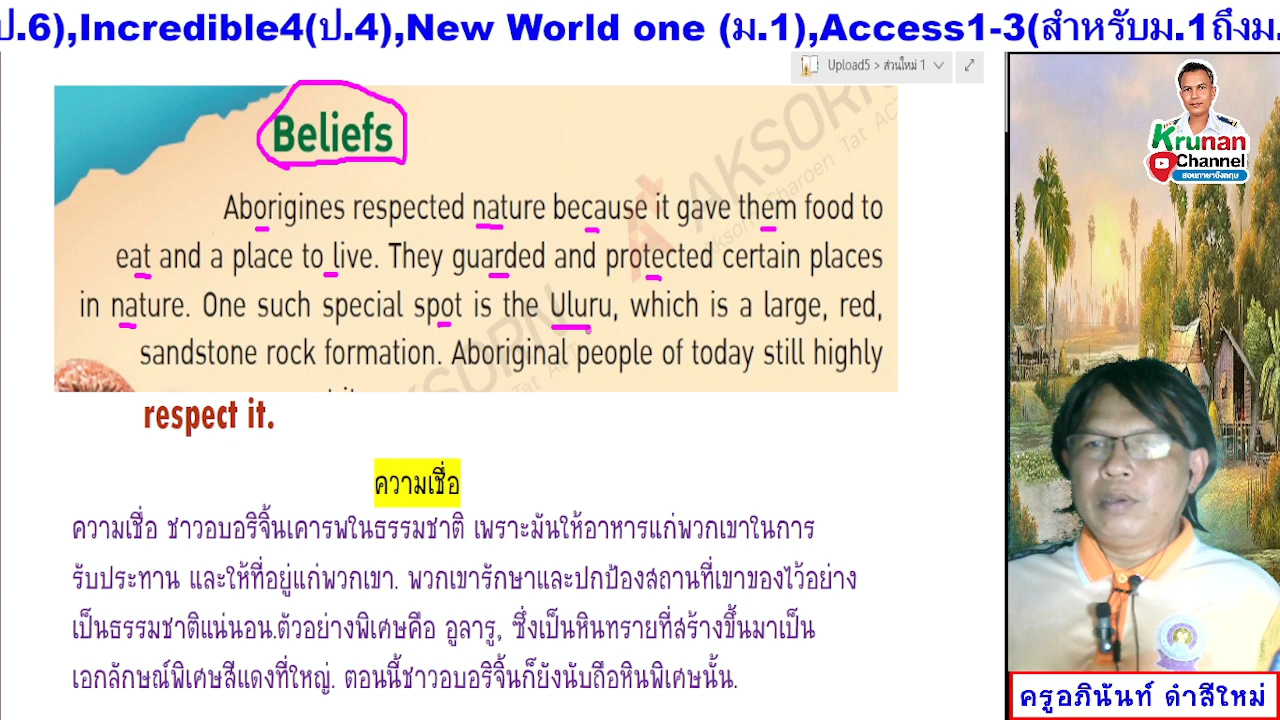 ป.6),Incredible4(ป.4),New World one (ม.1),Access1-3(สำหรับม.1ถึงม.
Upload5 > ส่วนใหม่ 1
Beliefs
AKSORN
Charoen Tat
Aborigines respected nature because it gave them food to
eat and a place to live. They guarded and protected certain places
in nature. One such special spot is the Uluru, which is a large, red,
sandstone rock formation. Aboriginal people of today still highly
respect it.
ความเชื่อ
ความเชื่อ ชาวอบอริจิ้นเคารพในธรรมชาติ เพราะมันให้อาหารแก่พวกเขาในการ
รับประทาน และให้ที่อยู่แก่พวกเขา. พวกเขารักษาและปกป้องสถานที่เขาของไว้อย่าง
เป็นธรรมชาติแน่นอน.ตัวอย่างพิเศษคือ อูลารู, ซึ่งเป็นหินทรายที่สร้างขึ้นมาเป็น
เอกลักษณ์พิเศษสีแดงที่ใหญ่. ตอนนี้ชาวอบอริจิ้นก็ยังนับถือหินพิเศษนั้น.
Krunan
Channel
สอนภาษาอังกฤษ
ครูอภินันท์ ดำสีใหม่